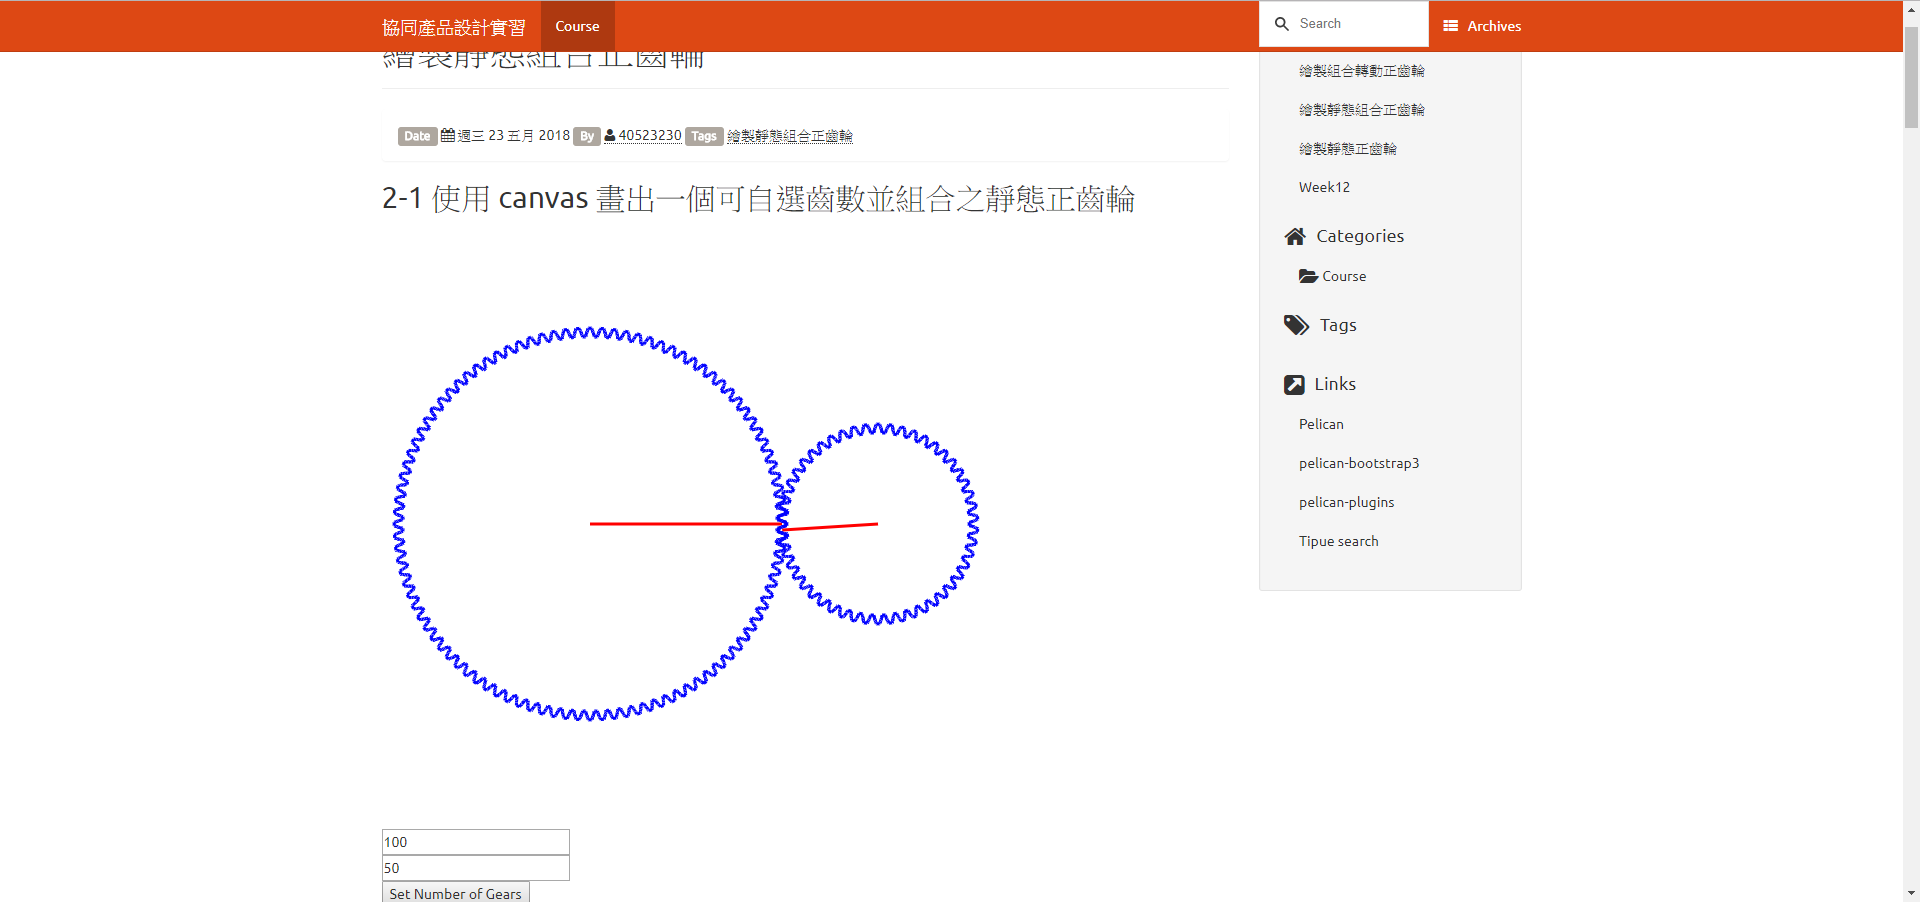 協同產品設計實習 Course Search Archives
繪製靜態組合正齒輪
Date 週三 23 五月 2018 By 40523230 Tags 繪製靜態組合正齒輪
2-1 使用 canvas 畫出一個可自選齒數並組合之靜態正齒輪
100
50
Set Number of Gears
繪製組合轉動正齒輪
繪製靜態組合正齒輪
繪製靜態正齒輪
Week12
Categories
Course
Tags
Links
Pelican
pelican-bootstrap3
pelican-plugins
Tipue search